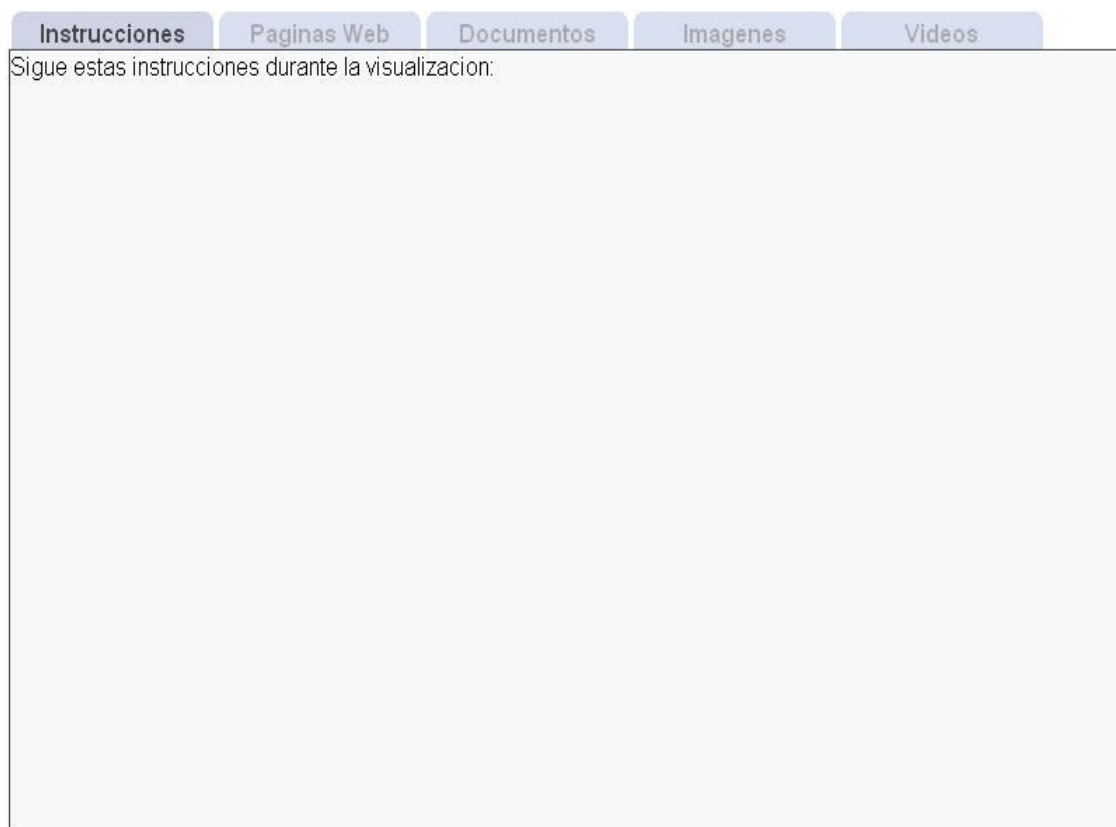 Instrucciones Paginas Web Documentos Imagenes Videos
Sigue estas instrucciones durante la visualizacion: